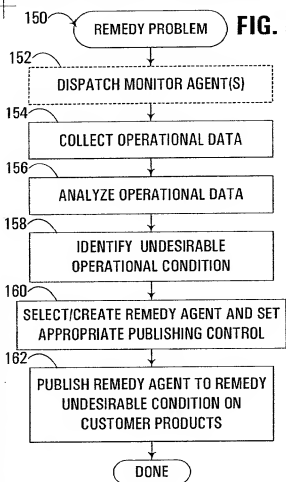 150
REMEDY PROBLEM
FIG.
152
DISPATCH MONITOR AGENT(S)
154
COLLECT OPERATIONAL DATA
156
ANALYZE OPERATIONAL DATA
158
IDENTIFY UNDESIRABLE
OPERATIONAL CONDITION
160
SELECT/CREATE REMEDY AGENT AND SET
APPROPRIATE PUBLISHING CONTROL
162
PUBLISH REMEDY AGENT TO REMEDY
UNDESIRABLE CONDITION ON
CUSTOMER PRODUCTS
DONE